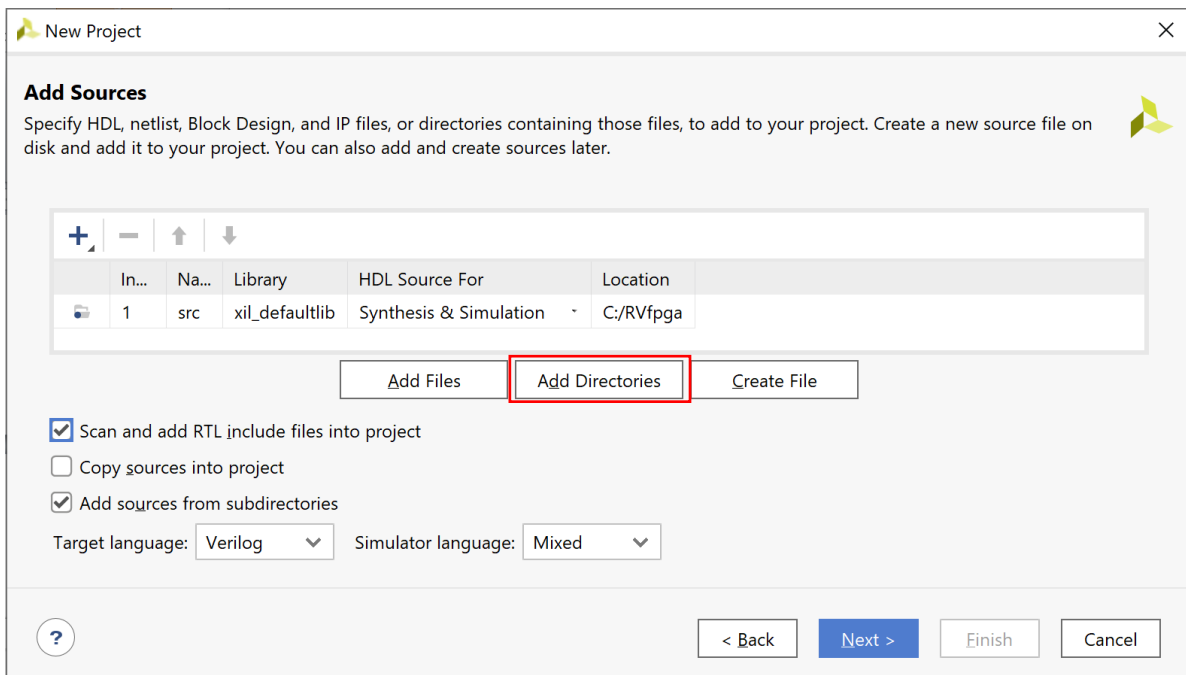 New Project
Add Sources
Specify HDL, netlist, Block Design, and IP files, or directories containing those files, to add to your project. Create a new source file on
disk and add it to your project. You can also add and create sources later.
In... Na... Library HDL Source For Location
1 src xil_defaultlib Synthesis & Simulation C:/RVfpga
Add Files Add Directories Create File
Scan and add RTL include files into project
Copy sources into project
Add sources from subdirectories
Target language: Verilog Simulator language: Mixed
? < Back Next > Finish Cancel